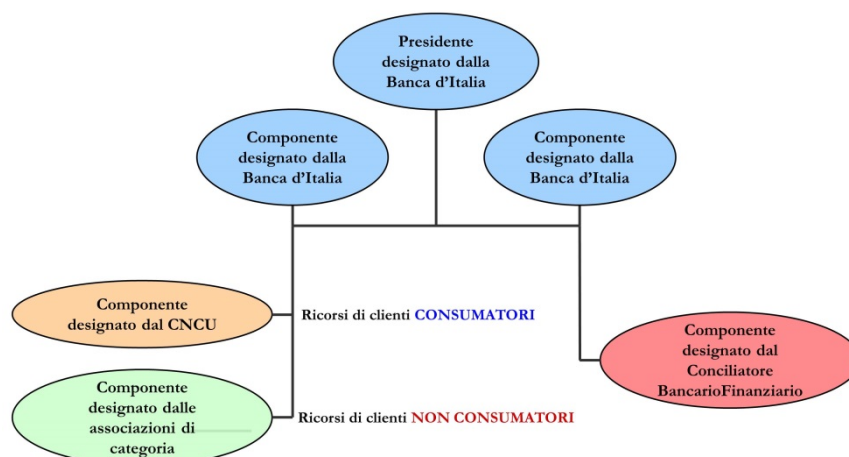 Presidente
designato dalla
Banca d'Italia
Componente
designato dalla
Banca d'Italia
Componente
designato dalla
Banca d'Italia
Componente
designato dal CNCU
Ricorsi di clienti CONSUMATORI
Componente
designato dal
Conciliatore
BancarioFinanziario
Componente
designato dalle
associazioni di
categoria
Ricorsi di clienti NON CONSUMATORI